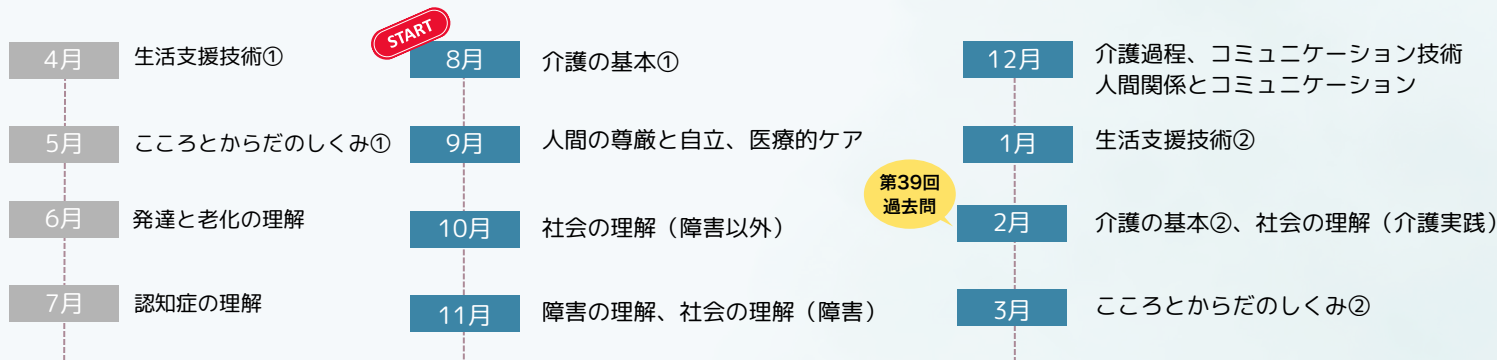 4月
生活支援技術①
5月
こころとからだのしくみ①
6月
発達と老化の理解
7月
認知症の理解
START
8月
介護の基本①
9月
人間の尊厳と自立、医療的ケア
10月
社会の理解（障害以外）
11月
障害の理解、社会の理解（障害）
12月
介護過程、コミュニケーション技術
人間関係とコミュニケーション
1月
生活支援技術②
第39回
過去問
2月
介護の基本②、社会の理解（介護実践）
3月
こころとからだのしくみ②